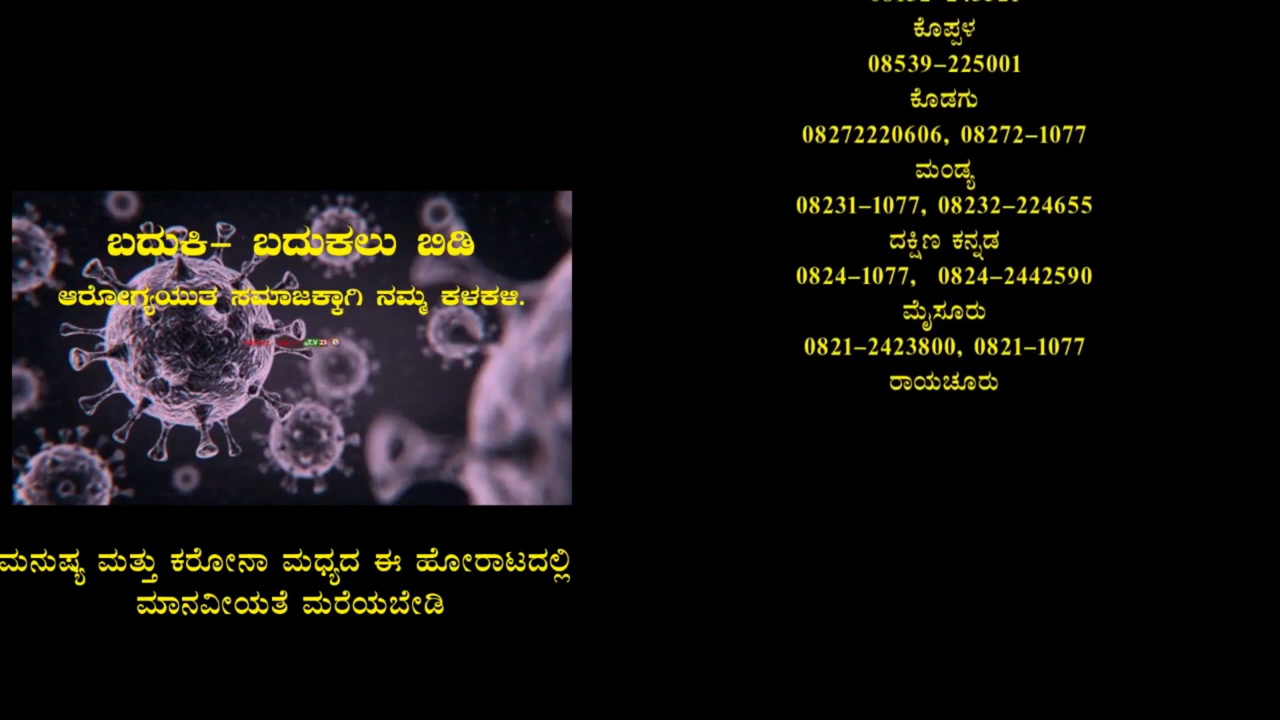 ಬದುಕಿ– ಬದುಕಲು ಬಿಡಿ
ಆರೋಗ್ಯಯುತ ಸಮಾಜಕ್ಕಾಗಿ ನಮ್ಮ ಕಳಕಳಿ.
ಮನುಷ್ಯ ಮತ್ತು ಕರೋನಾ ಮಧ್ಯದ ಈ ಹೋರಾಟದಲ್ಲಿ
ಮಾನವೀಯತೆ ಮರೆಯಬೇಡಿ
ಕೊಪ್ಪಳ
08539–225001
ಕೊಡಗು
08272220606, 08272–1077
ಮಂಡ್ಯ
08231–1077, 08232–224655
ದಕ್ಷಿಣ ಕನ್ನಡ
0824–1077, 0824–2442590
ಮೈಸೂರು
0821–2423800, 0821–1077
ರಾಯಚೂರು